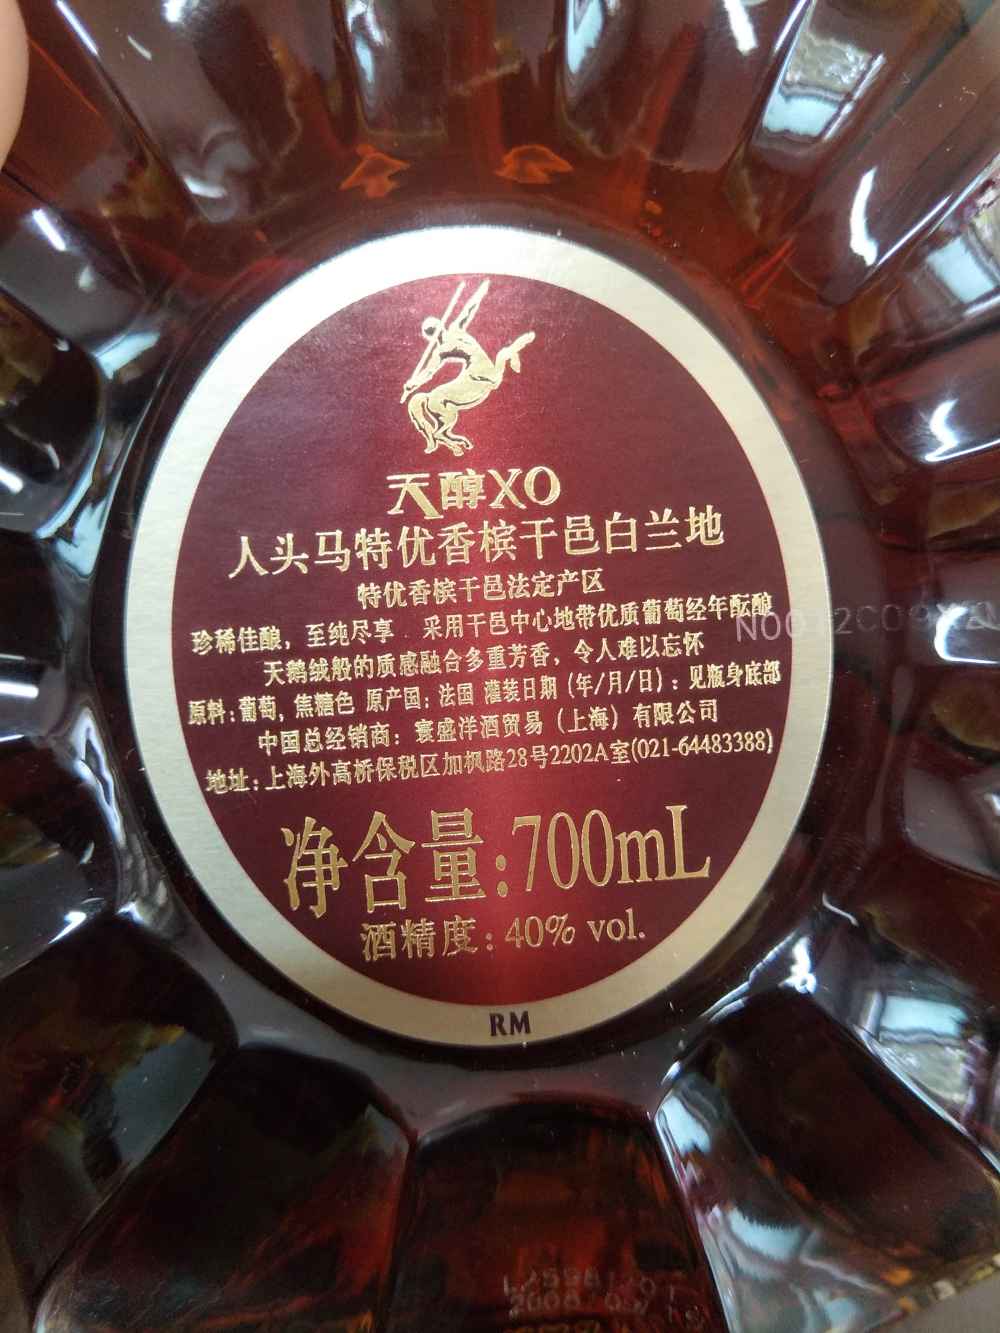 天醇XO
人头马特优香槟干邑白兰地
特优香槟干邑法定产区
珍稀佳酿，至纯尽享．采用干邑中心地带优质葡萄经年酝酿
天鹅绒般的质感融合多重芳香，令人难以忘怀
原料：葡萄，焦糖色 原产国：法国 灌装日期（年/月/日）：见瓶身底部
中国总经销商：寰盛洋酒贸易（上海）有限公司
地址：上海外高桥保税区加枫路28号2202A室(021-64483388)
净含量：700mL
酒精度：40% vol.
RM